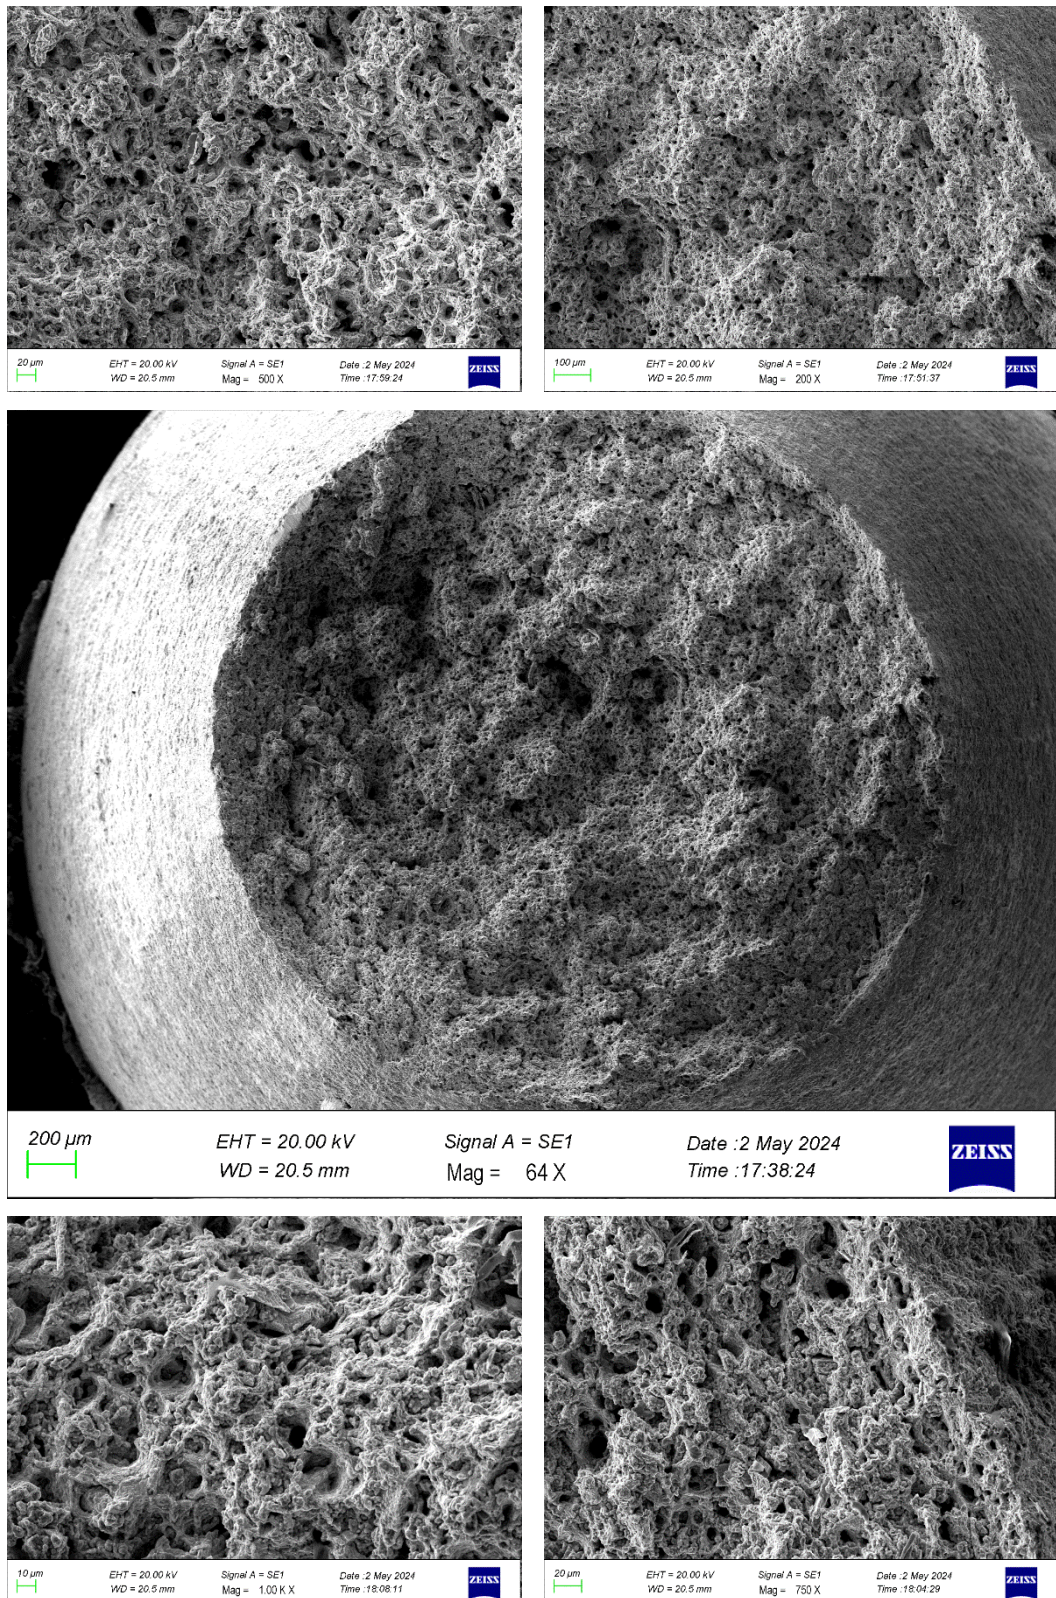 20 µm
EHT = 20.00 kV
Signal A = SE1
Date :2 May 2024
WD = 20.5 mm
Mag = 500 X
Time :17:59:24
ZEISS
100 µm
EHT = 20.00 kV
Signal A = SE1
Date :2 May 2024
WD = 20.5 mm
Mag = 200 X
Time :17:51:37
ZEISS
200 µm
EHT = 20.00 kV
Signal A = SE1
Date :2 May 2024
WD = 20.5 mm
Mag = 64 X
Time :17:38:24
ZEISS
10 µm
EHT = 20.00 kV
Signal A = SE1
Date :2 May 2024
WD = 20.5 mm
Mag = 1.00 K X
Time :18:08:11
ZEISS
20 µm
EHT = 20.00 kV
Signal A = SE1
Date :2 May 2024
WD = 20.5 mm
Mag = 750 X
Time :18:04:29
ZEISS